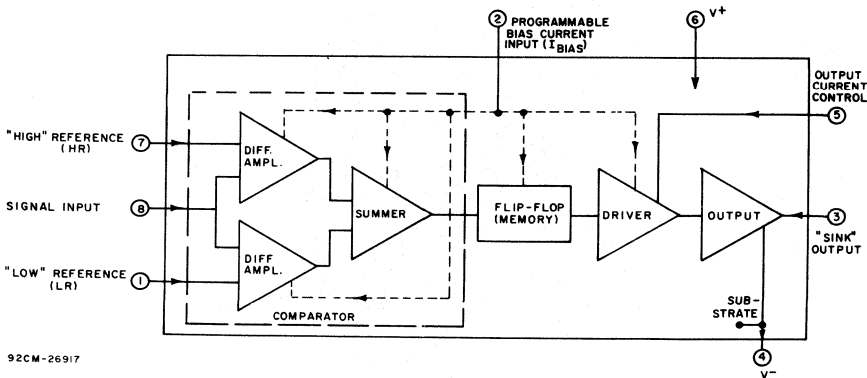 ② PROGRAMMABLE
BIAS CURRENT
INPUT (I_BIAS)
⑥ V+
OUTPUT
CURRENT
CONTROL
⑤
"HIGH" REFERENCE
(HR)
⑦
DIFF.
AMPL.
SIGNAL INPUT
⑧
SUMMER
FLIP-FLOP
(MEMORY)
DRIVER
OUTPUT
③
"SINK"
OUTPUT
"LOW" REFERENCE
(LR)
①
DIFF
AMPL.
COMPARATOR
SUB-
STRATE
④
V-
92CM-26917